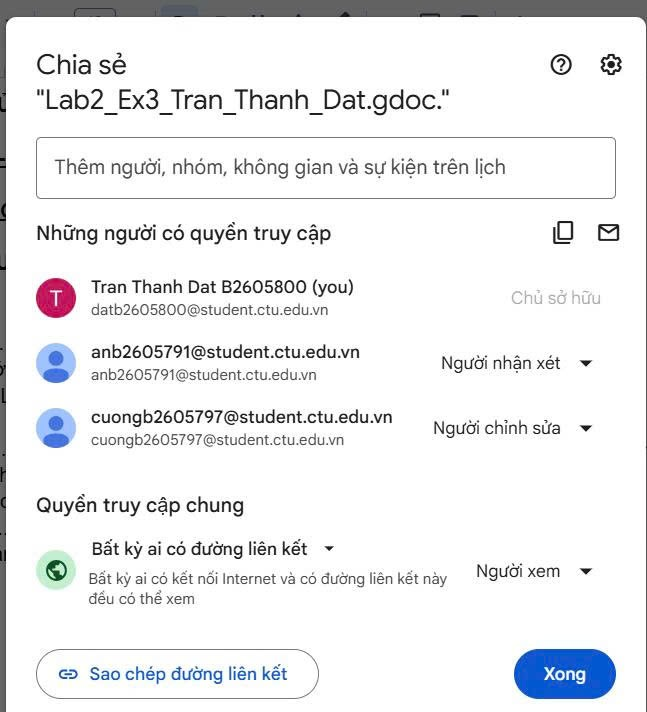 Chia sẻ
"Lab2_Ex3_Tran_Thanh_Dat.gdoc."
Thêm người, nhóm, không gian và sự kiện trên lịch
Những người có quyền truy cập
T
Tran Thanh Dat B2605800 (you)
datb2605800@student.ctu.edu.vn
Chủ sở hữu
anb2605791@student.ctu.edu.vn
anb2605791@student.ctu.edu.vn
Người nhận xét
cuongb2605797@student.ctu.edu.vn
cuongb2605797@student.ctu.edu.vn
Người chỉnh sửa
Quyền truy cập chung
Bất kỳ ai có đường liên kết
Bất kỳ ai có kết nối Internet và có đường liên kết này
đều có thể xem
Người xem
Sao chép đường liên kết
Xong